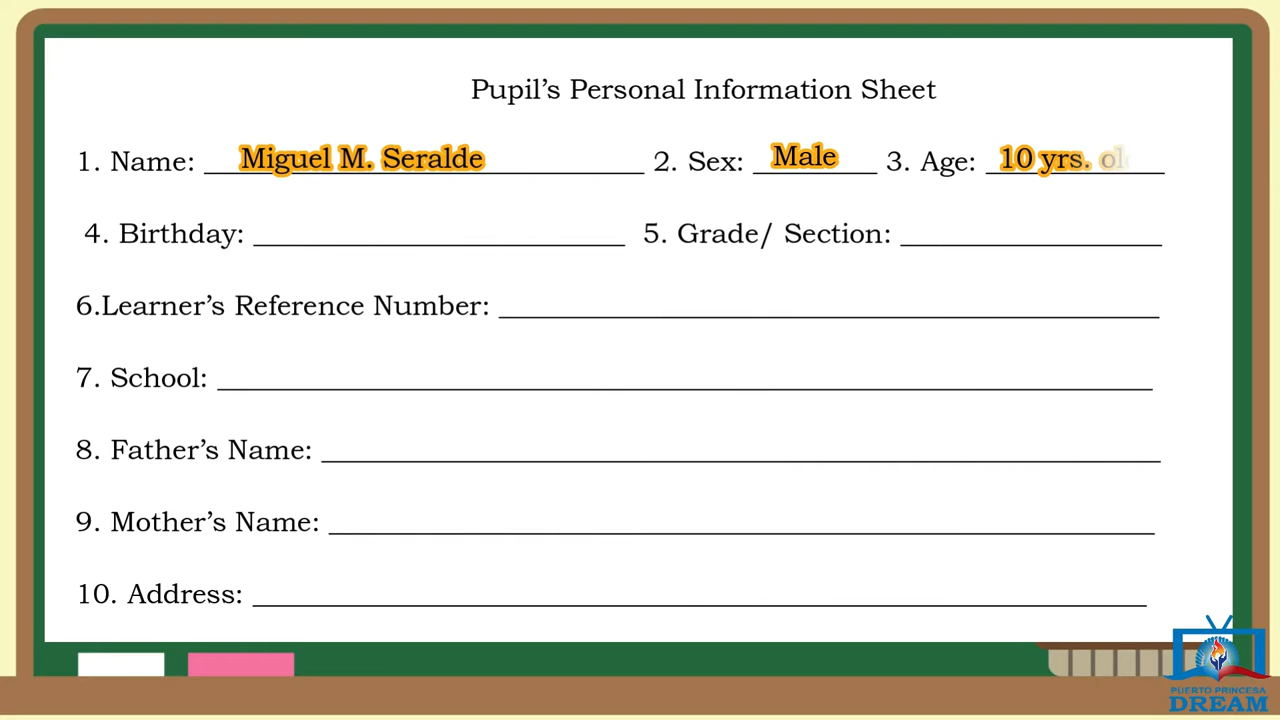 Pupil’s Personal Information Sheet
1. Name: Miguel M. Seralde 2. Sex: Male 3. Age: 10 yrs. old
4. Birthday: 5. Grade/ Section:
6.Learner’s Reference Number:
7. School:
8. Father’s Name:
9. Mother’s Name:
10. Address:
PUERTO PRINCESA
DREAM